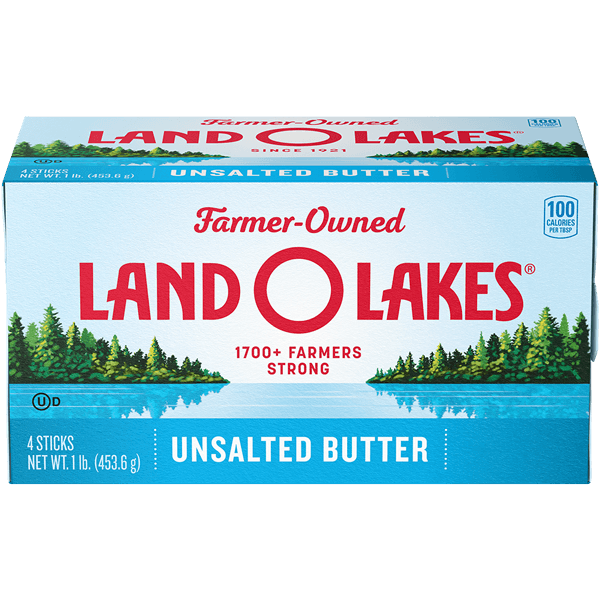 Farmer-Owned
LAND O LAKES®
SINCE 1921
100
4 STICKS
NET WT. 1 lb. (453.6 g)
UNSALTED BUTTER
UD
Farmer-Owned
LAND O LAKES®
100
CALORIES
PER TBSP
1700+ FARMERS
STRONG
UD
4 STICKS
NET WT. 1 lb. (453.6 g)
UNSALTED BUTTER